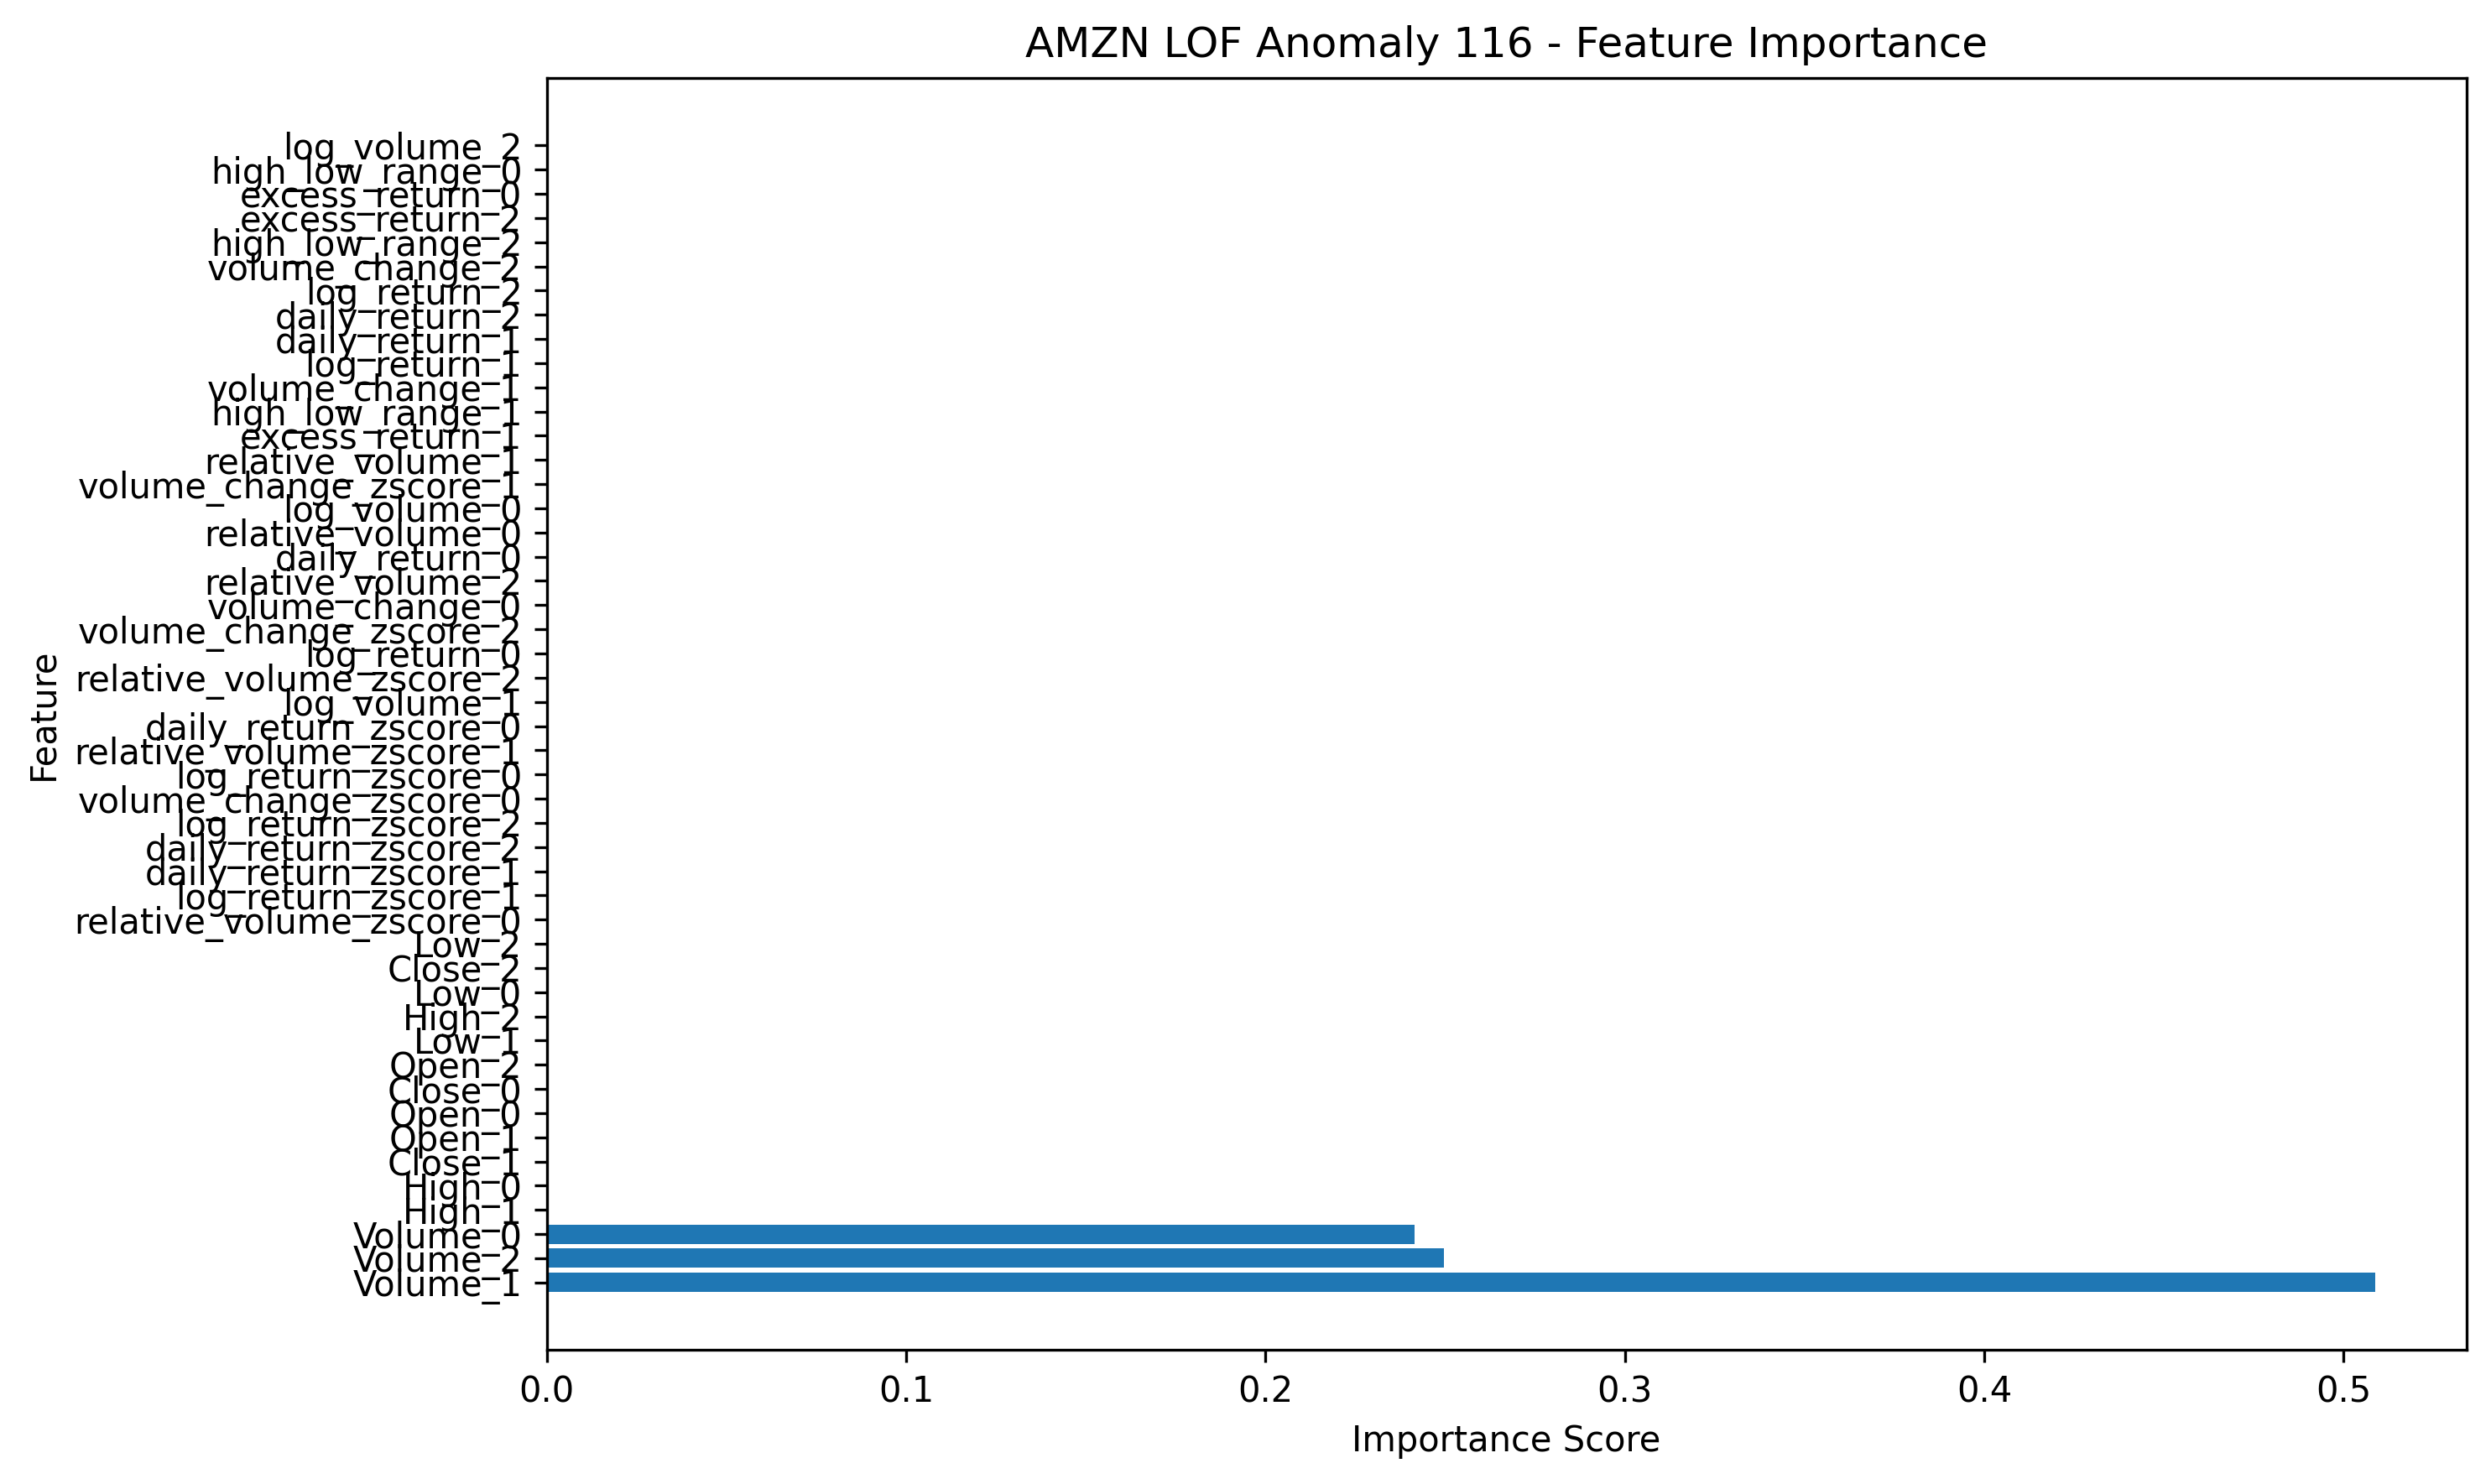 AMZN LOF Anomaly 116 - Feature Importance
log_volume_2
high_low_range_0
excess_return_0
excess_return_2
high_low_range_2
volume_change_2
log_return_2
daily_return_2
daily_return_1
log_return_1
volume_change_1
high_low_range_1
excess_return_1
relative_volume_1
volume_change_zscore_1
log_volume_0
relative_volume_0
daily_return_0
relative_volume_2
volume_change_0
volume_change_zscore_2
log_return_0
relative_volume_zscore_2
log_volume_1
daily_return_zscore_0
relative_volume_zscore_1
log_return_zscore_0
volume_change_zscore_0
log_return_zscore_2
daily_return_zscore_2
daily_return_zscore_1
log_return_zscore_1
relative_volume_zscore_0
Low_2
Close_2
Low_0
High_2
Low_1
Open_2
Close_0
Open_0
Open_1
Close_1
High_0
High_1
Volume_0
Volume_2
Volume_1
Feature
0.0 0.1 0.2 0.3 0.4 0.5
Importance Score